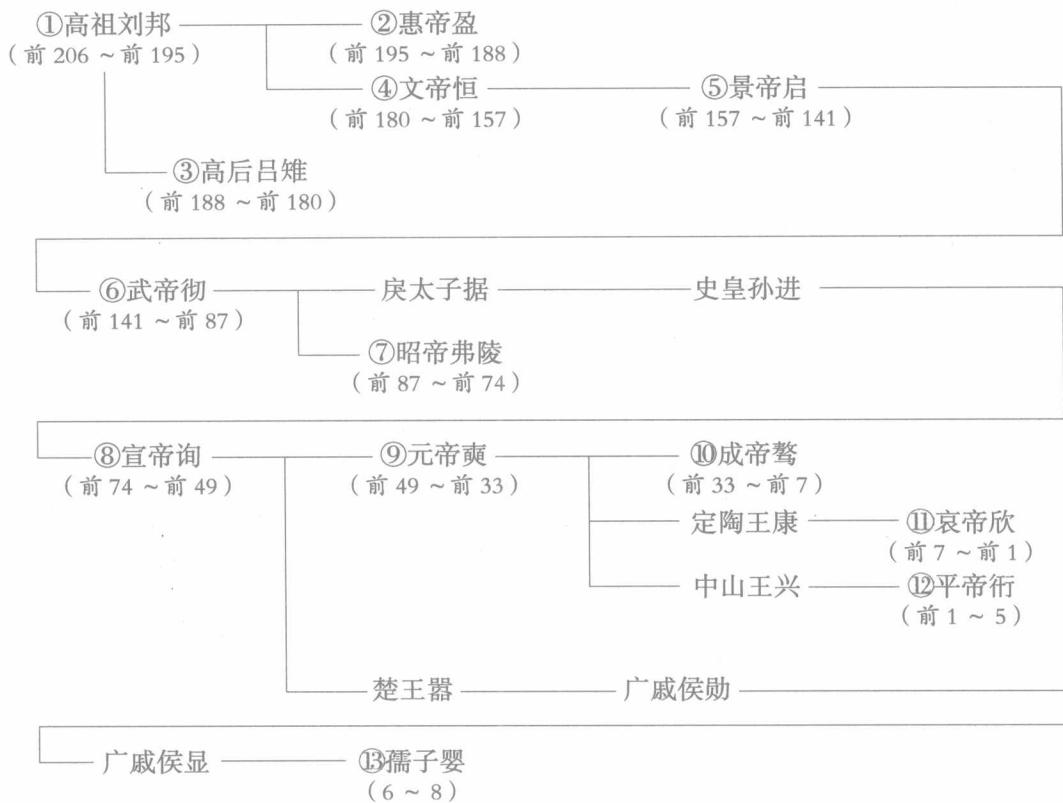 ①高祖刘邦 ②惠帝盈
(前 206 ~ 前 195) (前 195 ~ 前 188)
④文帝恒 ⑤景帝启
(前 180 ~ 前 157) (前 157 ~ 前 141)
③高后吕雉
(前 188 ~ 前 180)
⑥武帝彻 戾太子据 史皇孙进
(前 141 ~ 前 87)
⑦昭帝弗陵
(前 87 ~ 前 74)
⑧宣帝询 ⑨元帝奭 ⑩成帝骜
(前 74 ~ 前 49) (前 49 ~ 前 33) (前 33 ~ 前 7)
定陶王康 ⑪哀帝欣
(前 7 ~ 前 1)
中山王兴 ⑫平帝衎
(前 1 ~ 5)
楚王嚣 广戚侯勋
广戚侯显 ⑬孺子婴
(6 ~ 8)